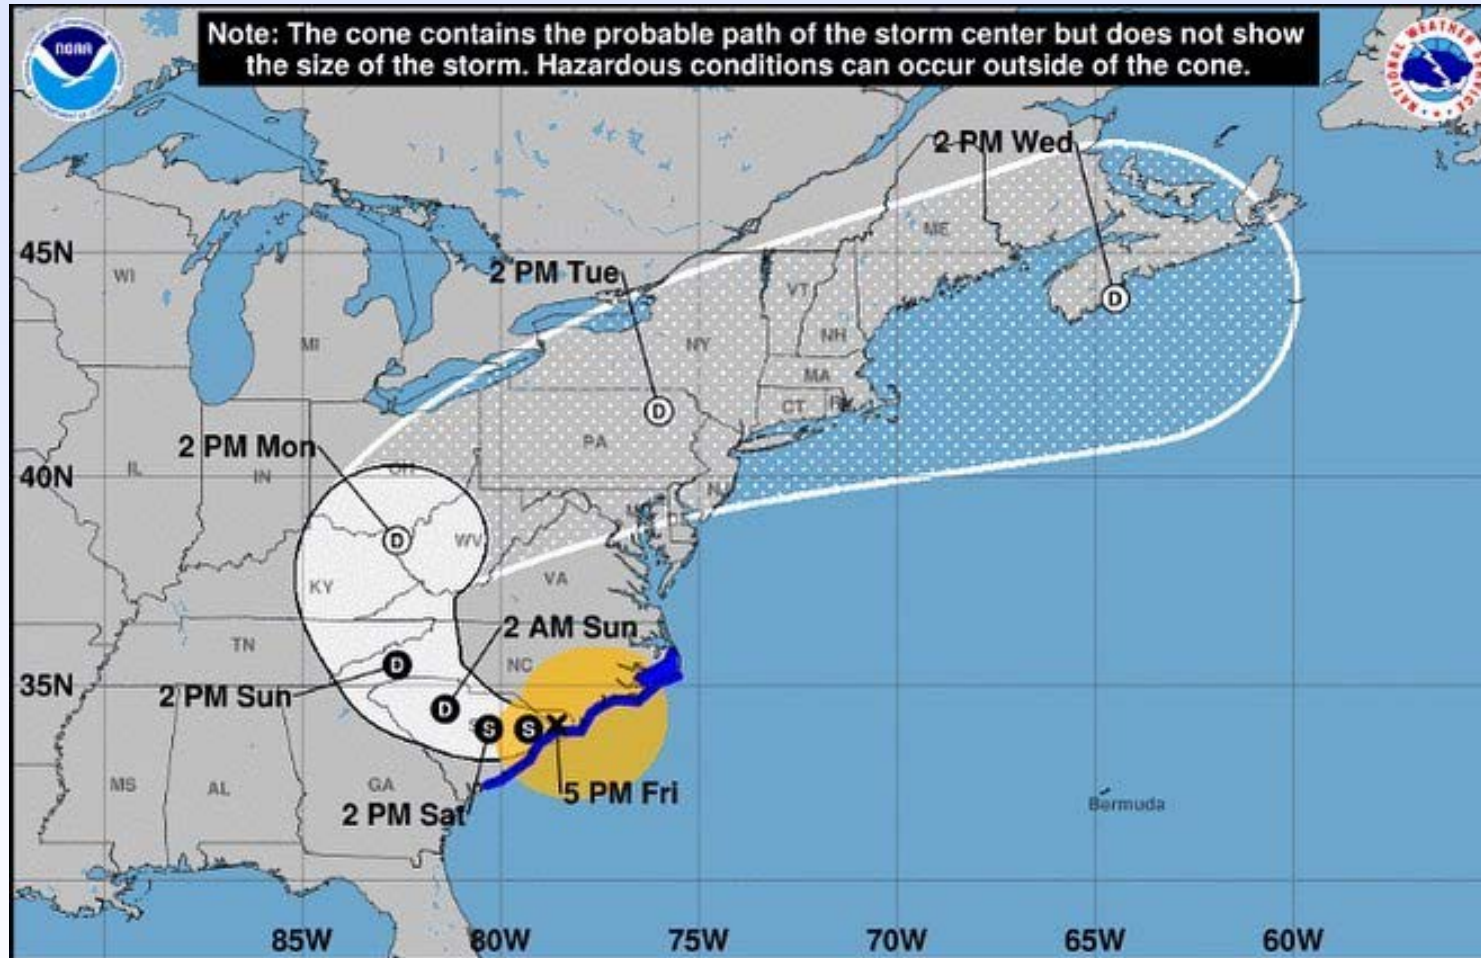 NOAA
Note: The cone contains the probable path of the storm center but does not show
the size of the storm. Hazardous conditions can occur outside of the cone.
NATIONAL WEATHER
2 PM Wed
ME
45N
WI
2 PM Tue
VT
MI
NY
NH
MA
CT
PA
2 PM Mon
OH
IL
IN
40N
NJ
WV
KY
VA
2 AM Sun
TN
NC
D
D
D
D
D
35N
2 PM Sun
S
S
X
MS
AL
GA
5 PM Fri
2 PM Sat
Bermuda
85W
80W
75W
70W
65W
60W